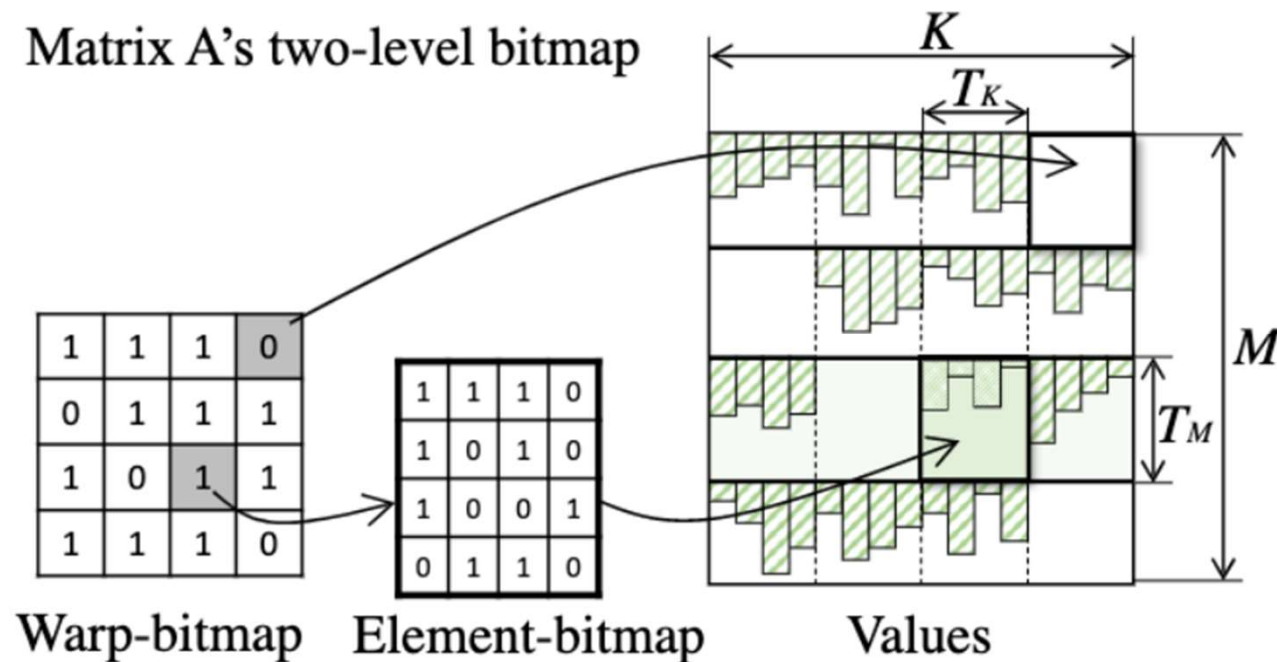 Matrix A's two-level bitmap
K
T_K
1 1 1 0
0 1 1 1
1 0 1 1
1 1 1 0
1 1 1 0
1 0 1 0
1 0 0 1
0 1 1 0
M
T_M
Warp-bitmap
Element-bitmap
Values